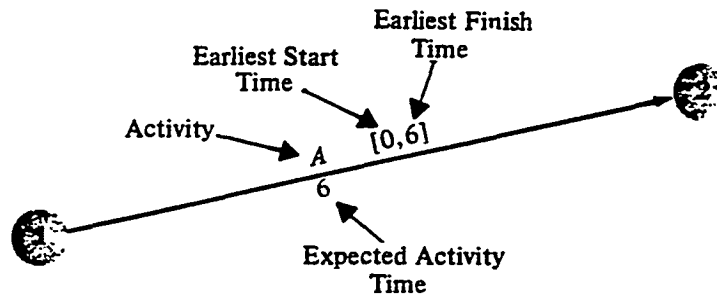 Earliest Finish
Time
Earliest Start
Time
Activity
A
[0,6]
6
Expected Activity
Time
2
1